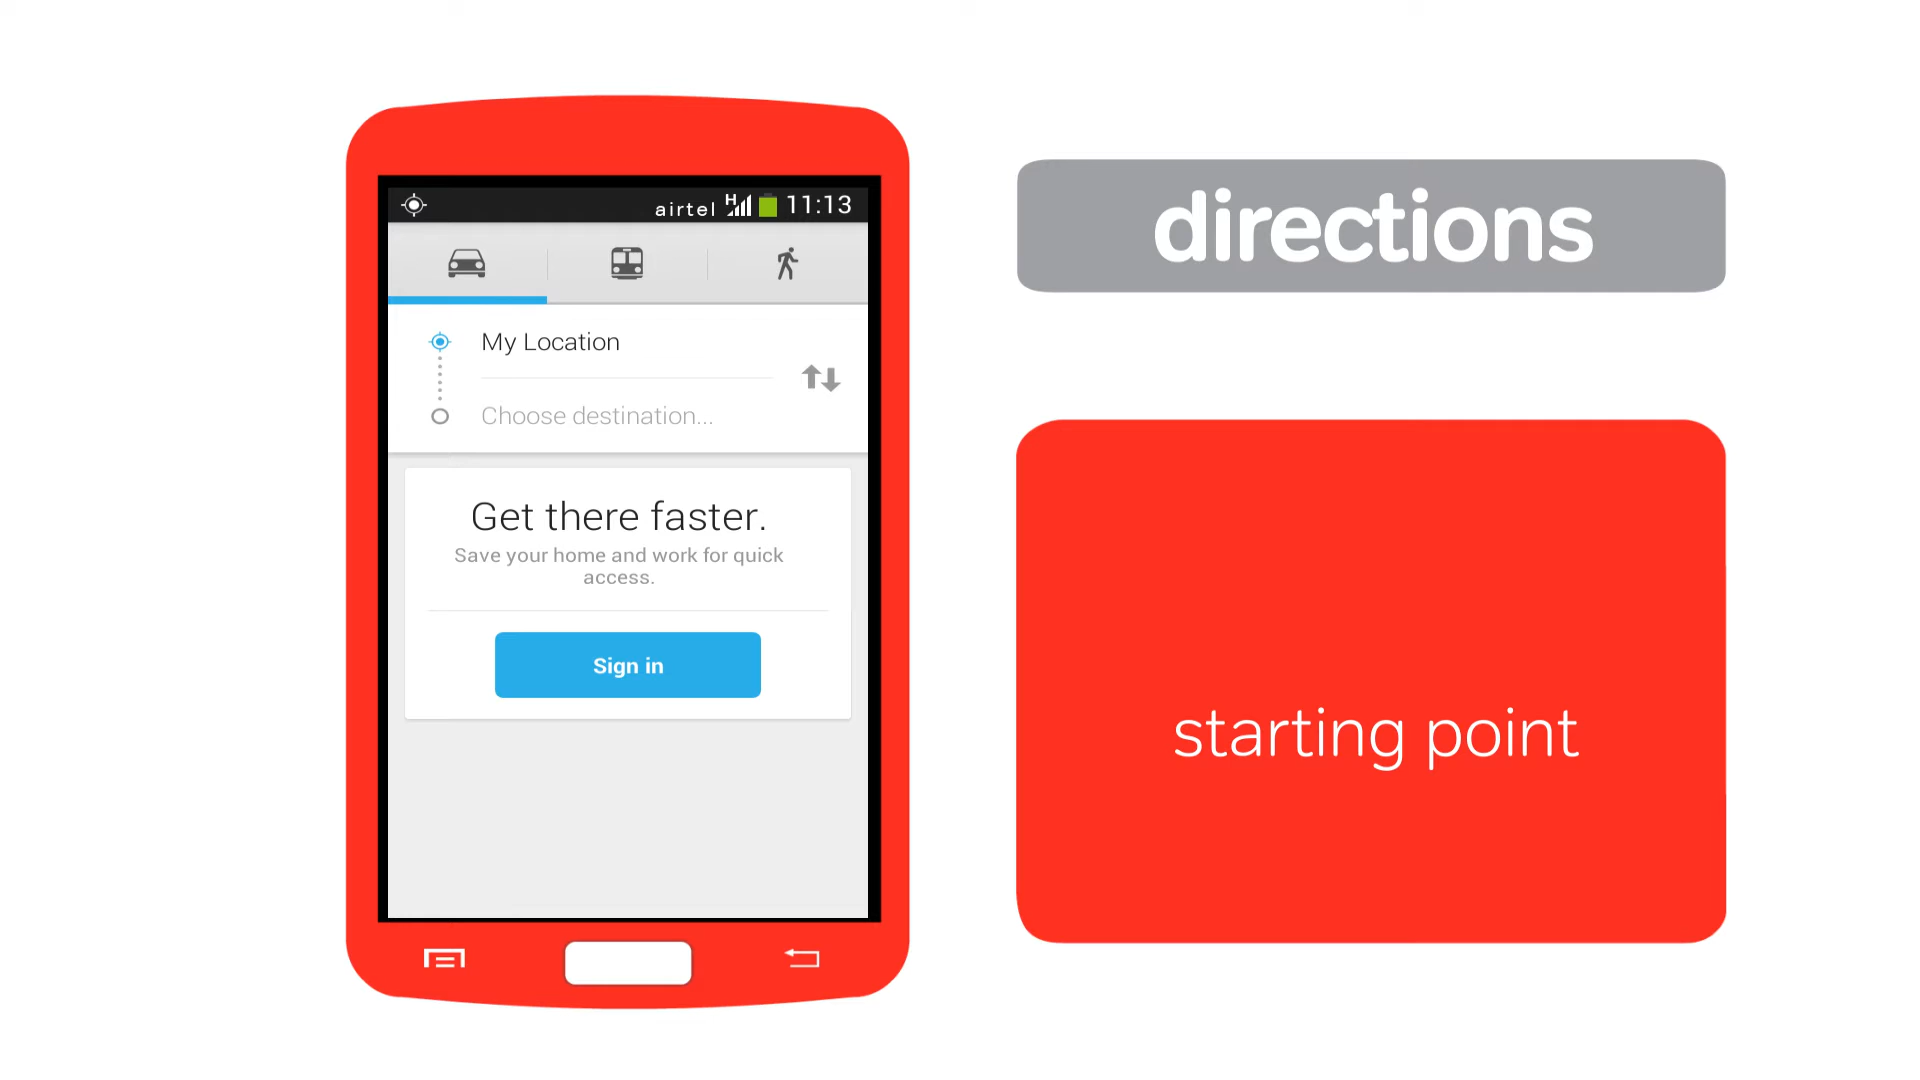 airtel H 11:13
My Location
Choose destination...
Get there faster.
Save your home and work for quick
access.
Sign in
directions
starting point